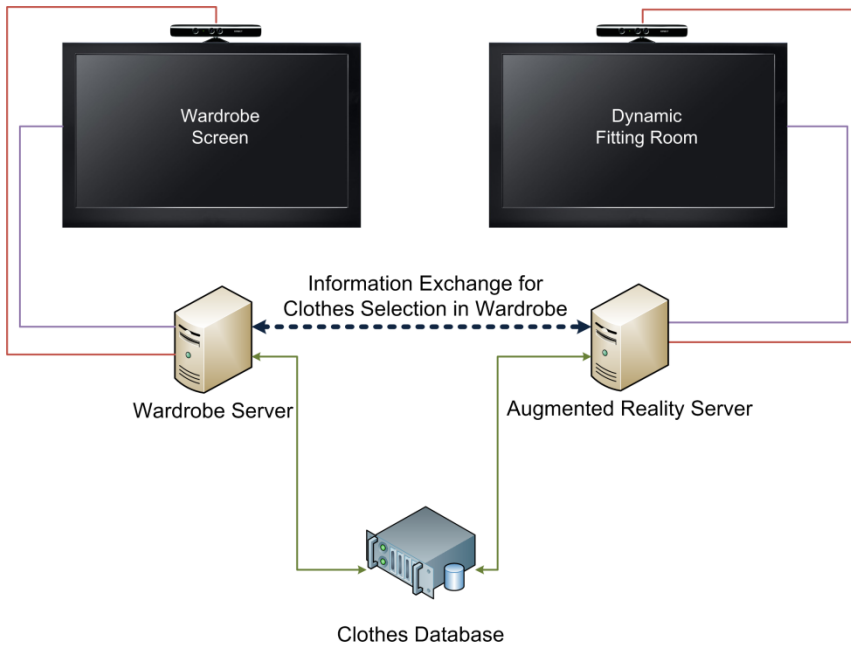 Wardrobe
Screen
Dynamic
Fitting Room
Information Exchange for
Clothes Selection in Wardrobe
Wardrobe Server
Augmented Reality Server
Clothes Database